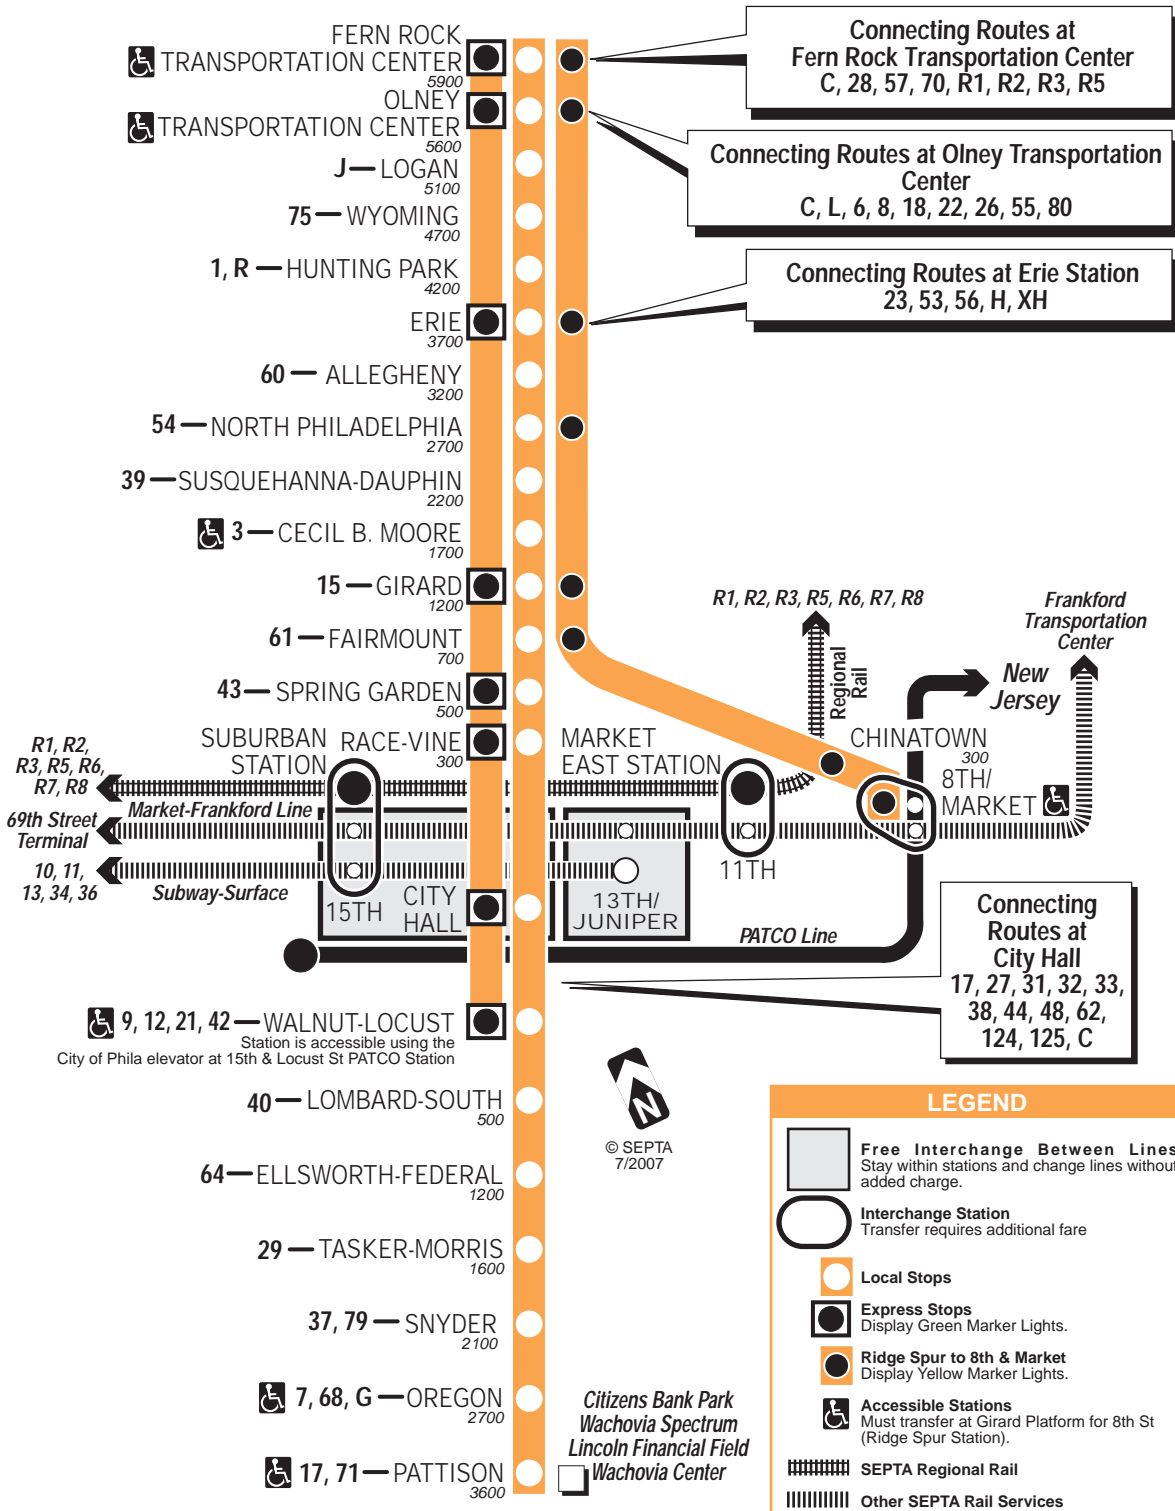 FERN ROCK
TRANSPORTATION CENTER
5900
OLNEY
TRANSPORTATION CENTER
5600
J — LOGAN
5100
75 — WYOMING
4700
1, R — HUNTING PARK
4200
ERIE
3700
60 — ALLEGHENY
3200
54 — NORTH PHILADELPHIA
2700
39 — SUSQUEHANNA-DAUPHIN
2200
3 — CECIL B. MOORE
1700
15 — GIRARD
1200
61 — FAIRMOUNT
700
43 — SPRING GARDEN
500
RACE-VINE
300
Connecting Routes at
Fern Rock Transportation Center
C, 28, 57, 70, R1, R2, R3, R5
Connecting Routes at Olney Transportation
Center
C, L, 6, 8, 18, 22, 26, 55, 80
Connecting Routes at Erie Station
23, 53, 56, H, XH
R1, R2, R3, R5, R6, R7, R8
Regional
Rail
Frankford
Transportation
Center
New
Jersey
SUBURBAN
STATION
MARKET
EAST STATION
CHINATOWN
300
8TH/
MARKET
R1, R2,
R3, R5, R6,
R7, R8
Market-Frankford Line
69th Street
Terminal
10, 11,
13, 34, 36
Subway-Surface
15TH
CITY
HALL
13TH/
JUNIPER
11TH
PATCO Line
Connecting
Routes at
City Hall
17, 27, 31, 32, 33,
38, 44, 48, 62,
124, 125, C
9, 12, 21, 42 — WALNUT-LOCUST
Station is accessible using the
City of Phila elevator at 15th & Locust St PATCO Station
40 — LOMBARD-SOUTH
500
64 — ELLSWORTH-FEDERAL
1200
29 — TASKER-MORRIS
1600
37, 79 — SNYDER
2100
7, 68, G — OREGON
2700
17, 71 — PATTISON
3600
N
© SEPTA
7/2007
Citizens Bank Park
Wachovia Spectrum
Lincoln Financial Field
Wachovia Center
LEGEND
Free Interchange Between Lines
Stay within stations and change lines without
added charge.
Interchange Station
Transfer requires additional fare
Local Stops
Express Stops
Display Green Marker Lights.
Ridge Spur to 8th & Market
Display Yellow Marker Lights.
Accessible Stations
Must transfer at Girard Platform for 8th St
(Ridge Spur Station).
SEPTA Regional Rail
Other SEPTA Rail Services